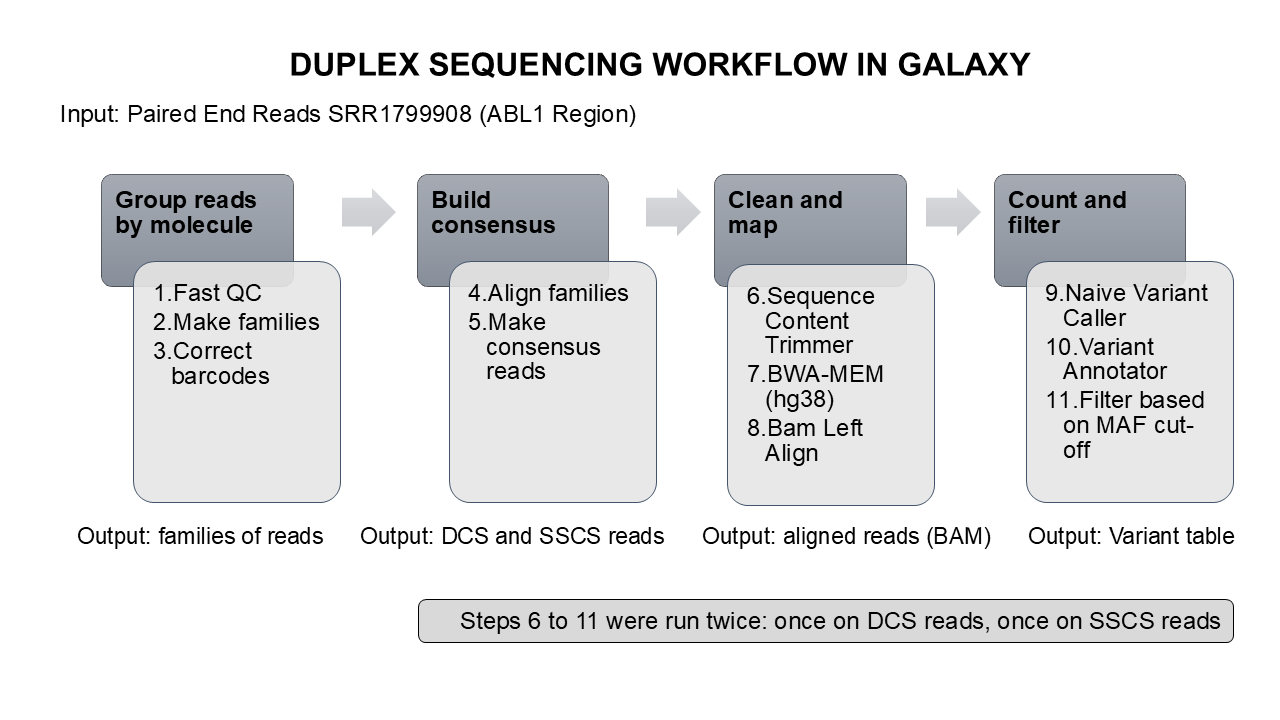 DUPLEX SEQUENCING WORKFLOW IN GALAXY
Input: Paired End Reads SRR1799908 (ABL1 Region)
Group reads
by molecule
1.Fast QC
2.Make families
3.Correct
barcodes
Output: families of reads
Build
consensus
4.Align families
5.Make
consensus
reads
Output: DCS and SSCS reads
Clean and
map
6.Sequence
Content
Trimmer
7.BWA-MEM
(hg38)
8.Bam Left
Align
Output: aligned reads (BAM)
Count and
filter
9.Naive Variant
Caller
10.Variant
Annotator
11.Filter based
on MAF cut-
off
Output: Variant table
Steps 6 to 11 were run twice: once on DCS reads, once on SSCS reads